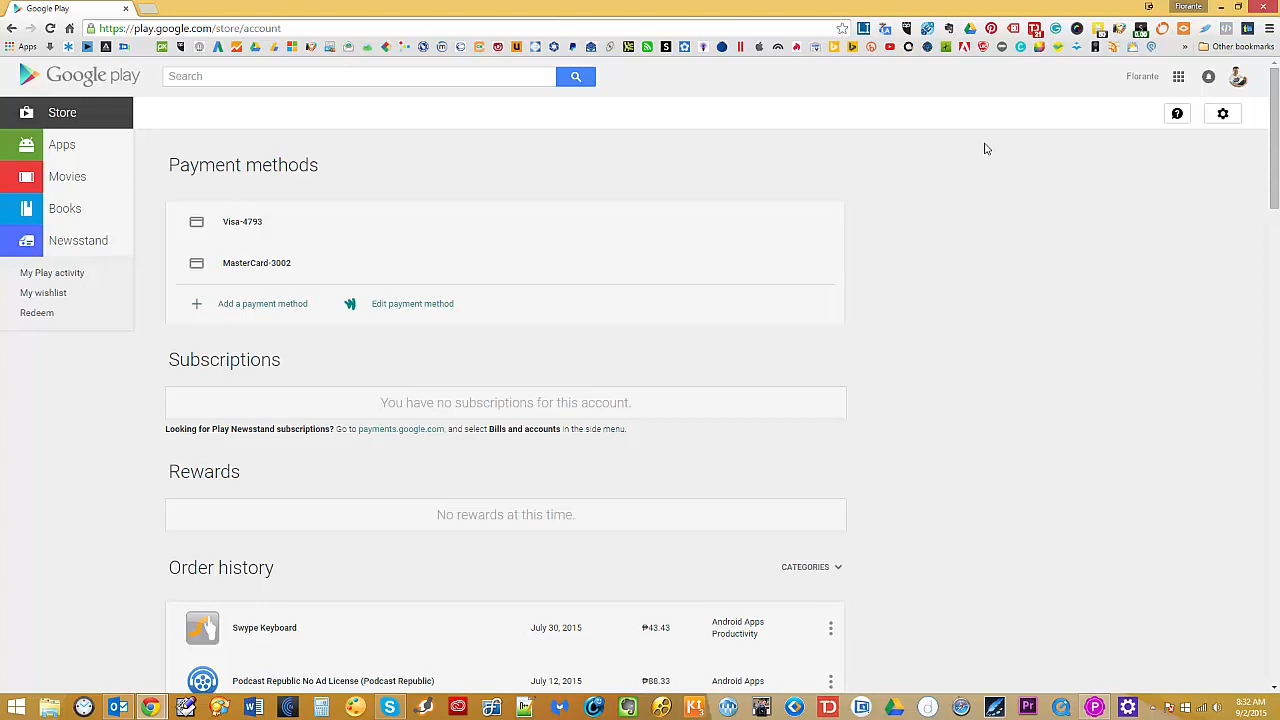 Google Play
Florante
https://play.google.com/store/account
Apps
Other bookmarks
Google play
Search
Florante
Store
Apps
Movies
Books
Newsstand
My Play activity
My wishlist
Redeem
Payment methods
Visa-4793
MasterCard-3002
Add a payment method
Edit payment method
Subscriptions
You have no subscriptions for this account.
Looking for Play Newsstand subscriptions? Go to payments.google.com, and select Bills and accounts in the side menu.
Rewards
No rewards at this time.
Order history
CATEGORIES
Swype Keyboard
July 30, 2015
₱43.43
Android Apps
Productivity
Podcast Republic No Ad License (Podcast Republic)
July 12, 2015
₱88.33
Android Apps
8:32 AM
9/2/2015